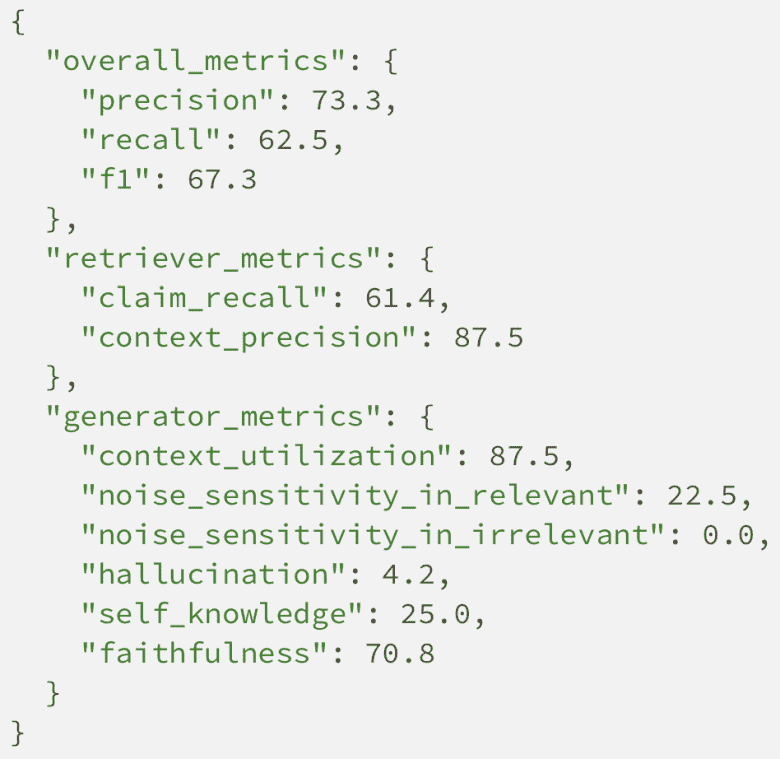 {
  "overall_metrics": {
    "precision": 73.3,
    "recall": 62.5,
    "f1": 67.3
  },
  "retriever_metrics": {
    "claim_recall": 61.4,
    "context_precision": 87.5
  },
  "generator_metrics": {
    "context_utilization": 87.5,
    "noise_sensitivity_in_relevant": 22.5,
    "noise_sensitivity_in_irrelevant": 0.0,
    "hallucination": 4.2,
    "self_knowledge": 25.0,
    "faithfulness": 70.8
  }
}